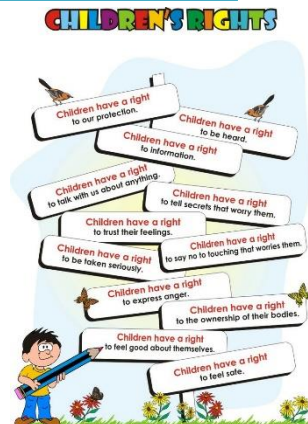 CHILDREN'S RIGHTS
Children have a right
to our protection.
Children have a right
to be heard.
Children have a right
to information.
Children have a right
to talk with us about anything.
Children have a right
to tell secrets that worry them.
Children have a right
to trust their feelings.
Children have a right
to say no to touching that worries them.
Children have a right
to be taken seriously.
Children have a right
to express anger.
Children have a right
to the ownership of their bodies.
Children have a right
to feel good about themselves.
Children have a right
to feel safe.